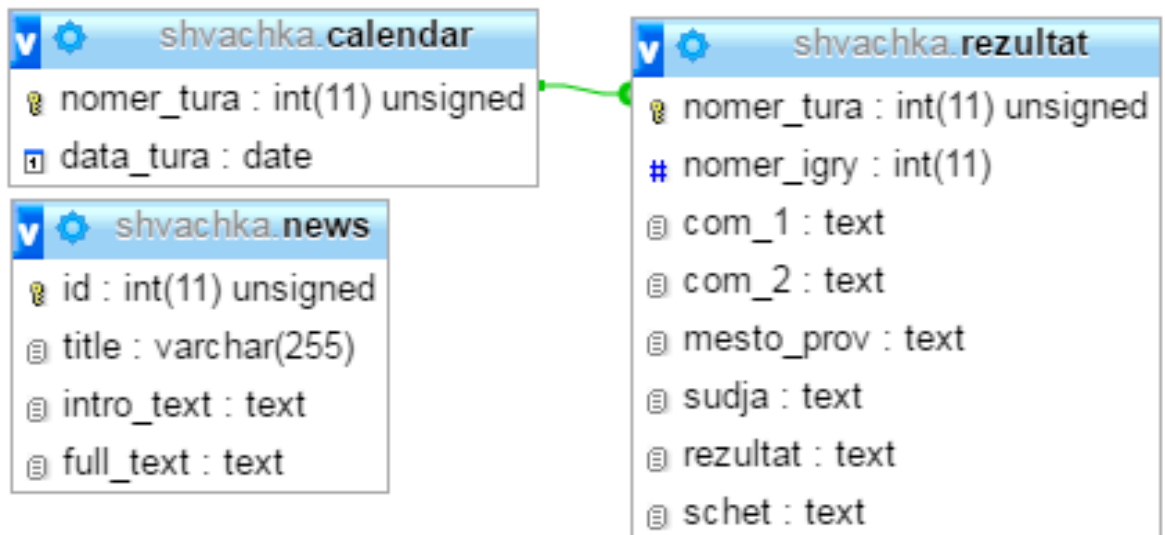 shvachka.calendar
nomer_tura : int(11) unsigned
data_tura : date
shvachka.news
id : int(11) unsigned
title : varchar(255)
intro_text : text
full_text : text
shvachka.rezultat
nomer_tura : int(11) unsigned
nomer_igry : int(11)
com_1 : text
com_2 : text
mesto_prov : text
sudja : text
rezultat : text
schet : text